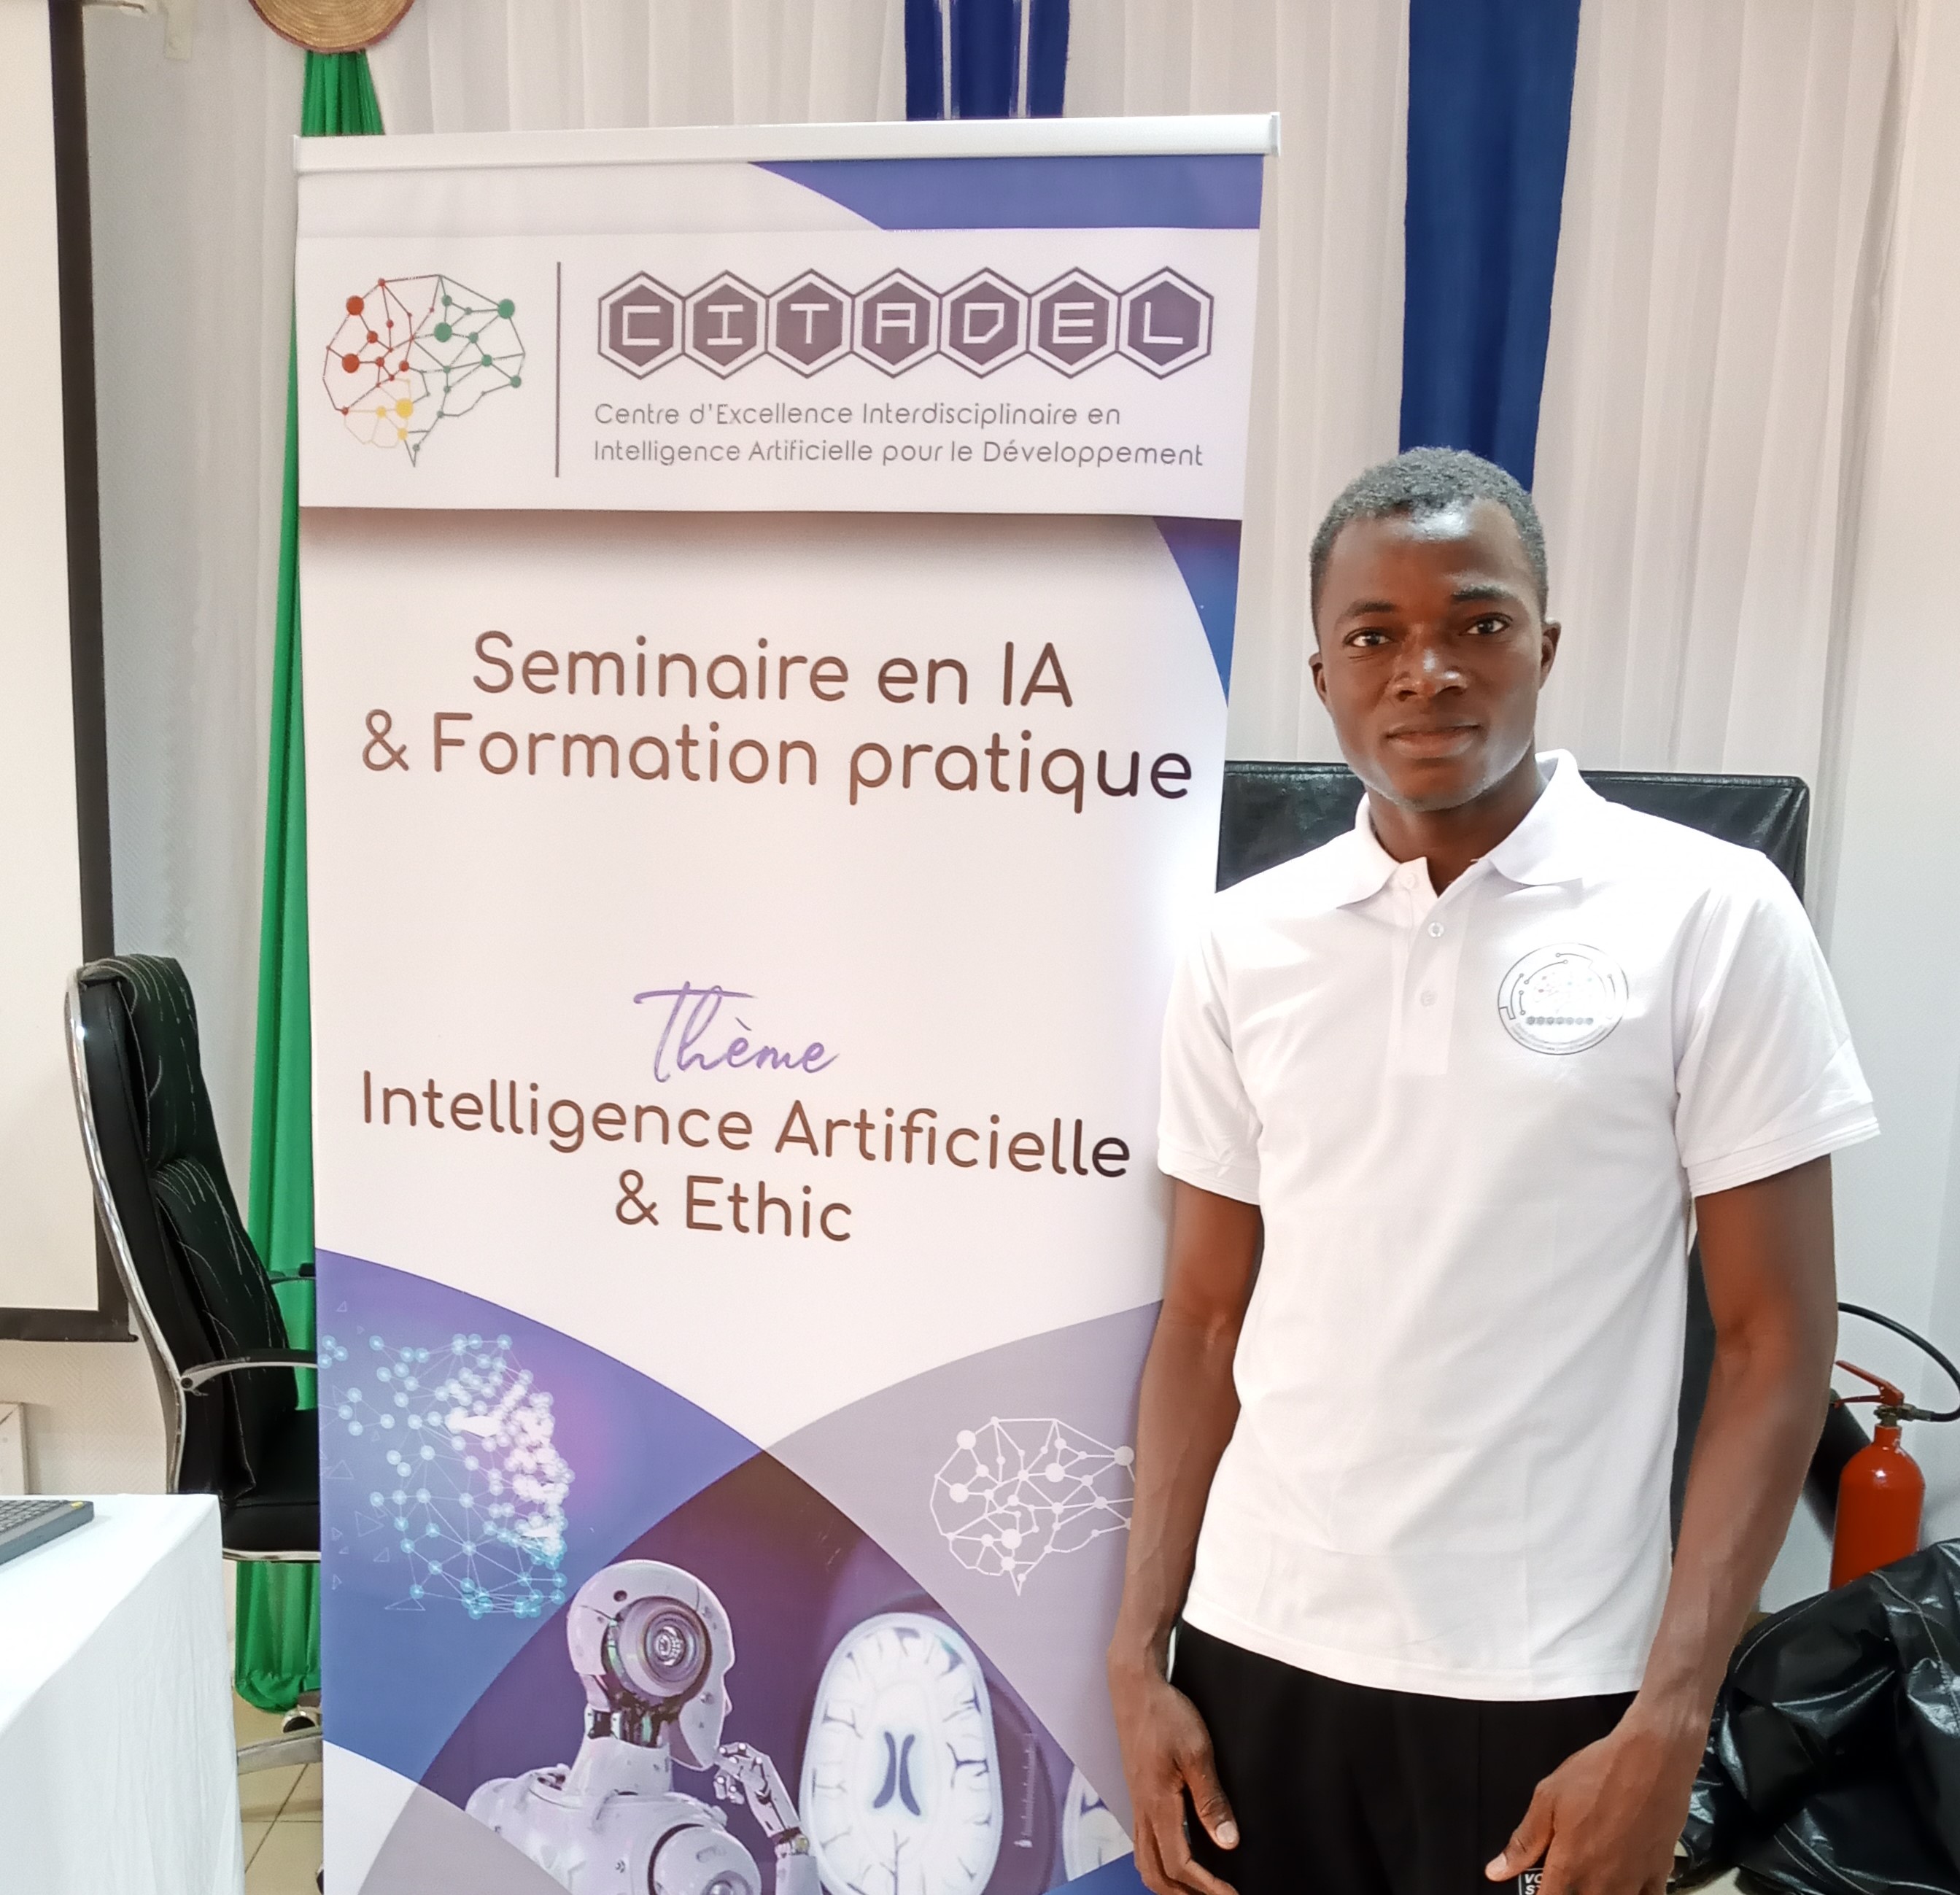 CITADEL
Centre d'Excellence Interdisciplinaire en
Intelligence Artificielle pour le Développement
Seminaire en IA
& Formation pratique
Thème
Intelligence Artificielle
& Ethic